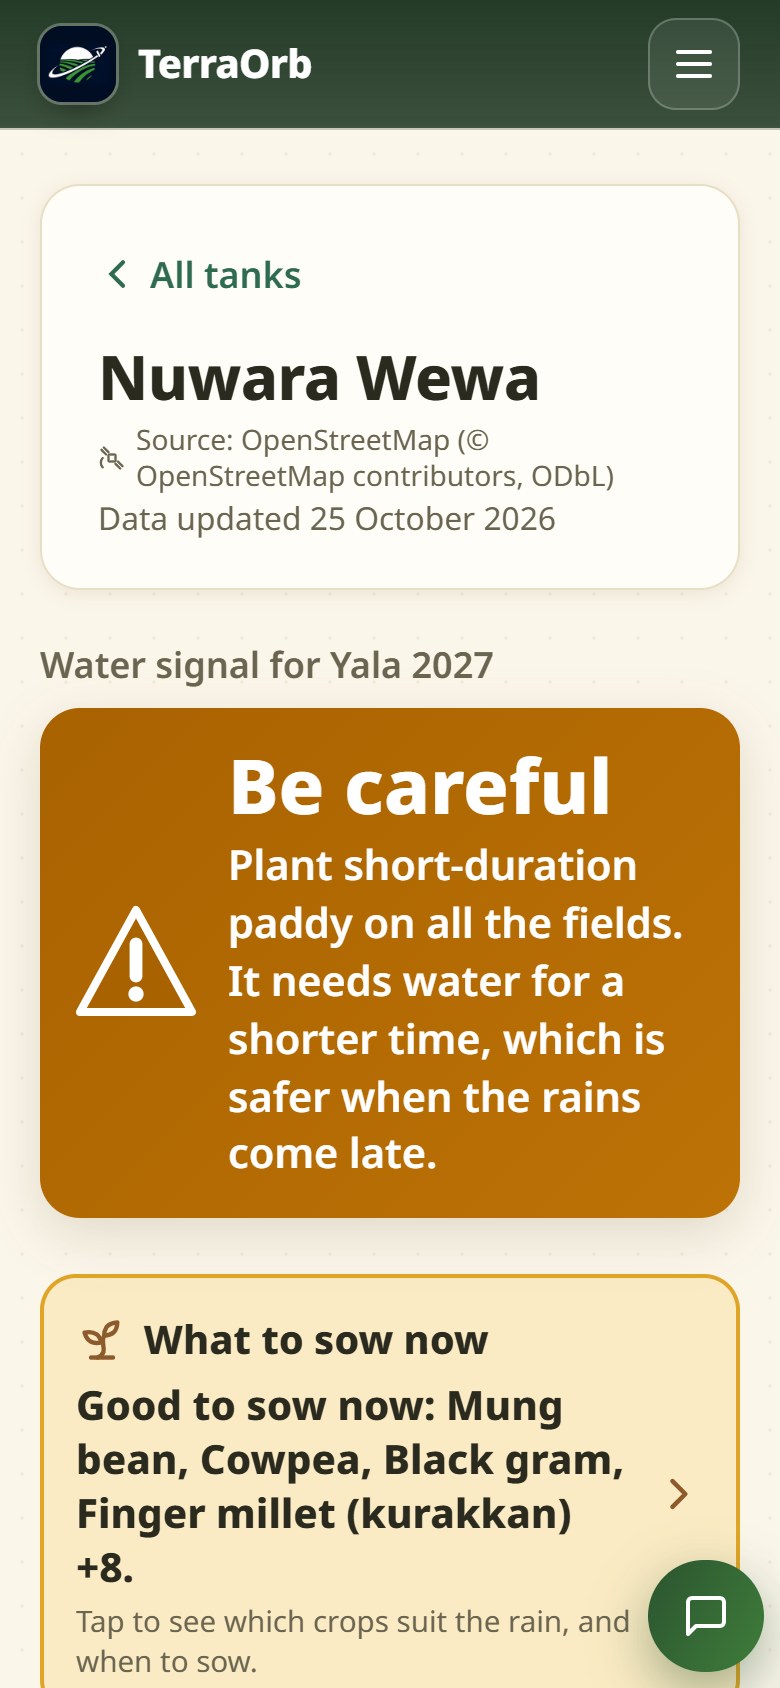 TerraOrb
All tanks
Nuwara Wewa
Source: OpenStreetMap (©
OpenStreetMap contributors, ODbL)
Data updated 25 October 2026
Water signal for Yala 2027
Be careful
Plant short-duration
paddy on all the fields.
It needs water for a
shorter time, which is
safer when the rains
come late.
What to sow now
Good to sow now: Mung
bean, Cowpea, Black gram,
Finger millet (kurakkan)
+8.
Tap to see which crops suit the rain, and
when to sow.